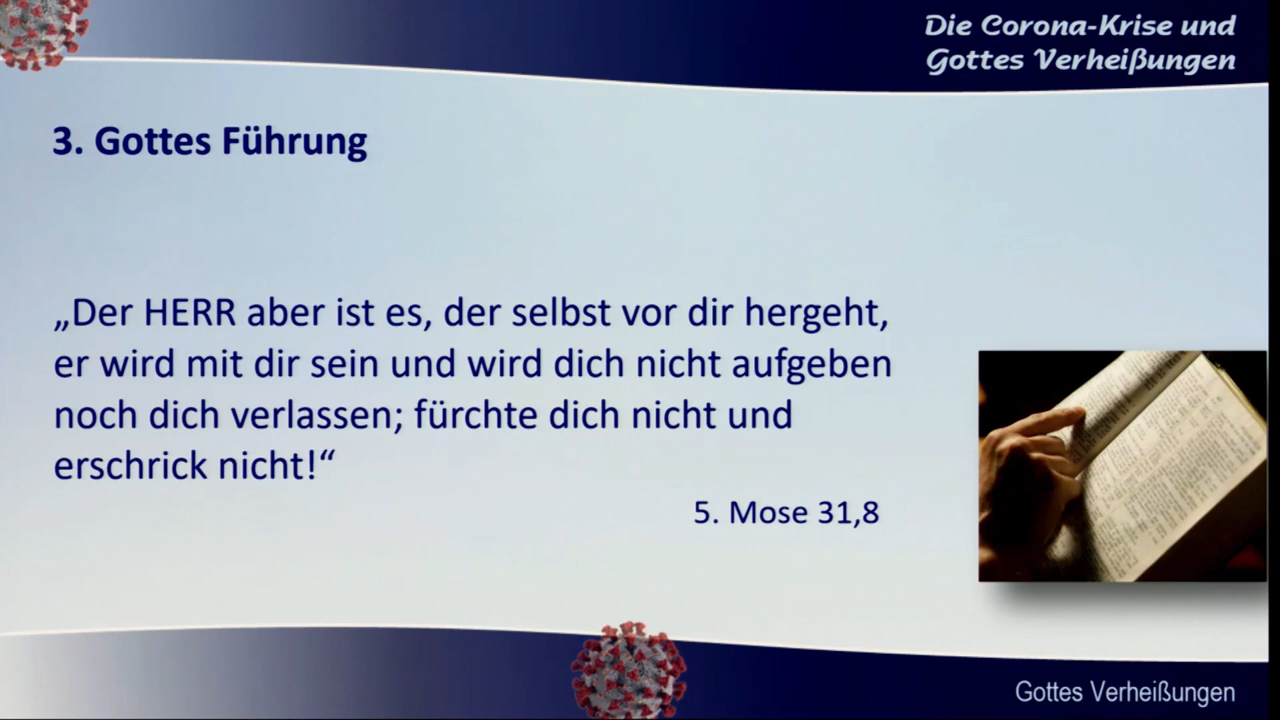 Die Corona-Krise und
Gottes Verheißungen
3. Gottes Führung
„Der HERR aber ist es, der selbst vor dir hergeht,
er wird mit dir sein und wird dich nicht aufgeben
noch dich verlassen; fürchte dich nicht und
erschrick nicht!“
5. Mose 31,8
Gottes Verheißungen